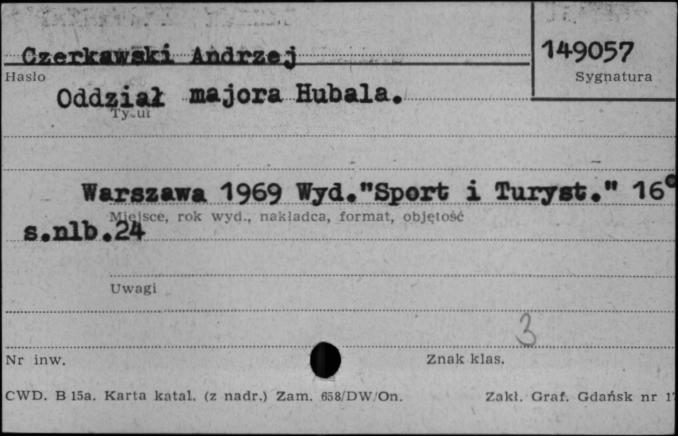 Czerkawski Andrzej
149057
Hasło
Sygnatura
Oddział majora Hubala.
Tytuł
Warszawa 1969 Wyd."Sport i Turyst." 16°
Miejsce, rok wyd., nakładca, format, objętość
s.nlb.24
Uwagi
3
Nr inw.
Znak klas.
CWD. B 15a. Karta katal. (z nadr.) Zam. 658/DW/On.
Zakł. Graf. Gdańsk nr